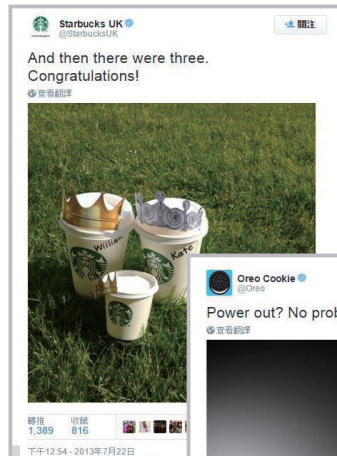 Starbucks UK
@StarbucksUK
關注
And then there were three.
Congratulations!
查看翻譯
William
Kate
轉推
1,389
收藏
816
下午12:54 - 2013年7月22日
Oreo Cookie
@Oreo
Power out? No prob
查看翻譯